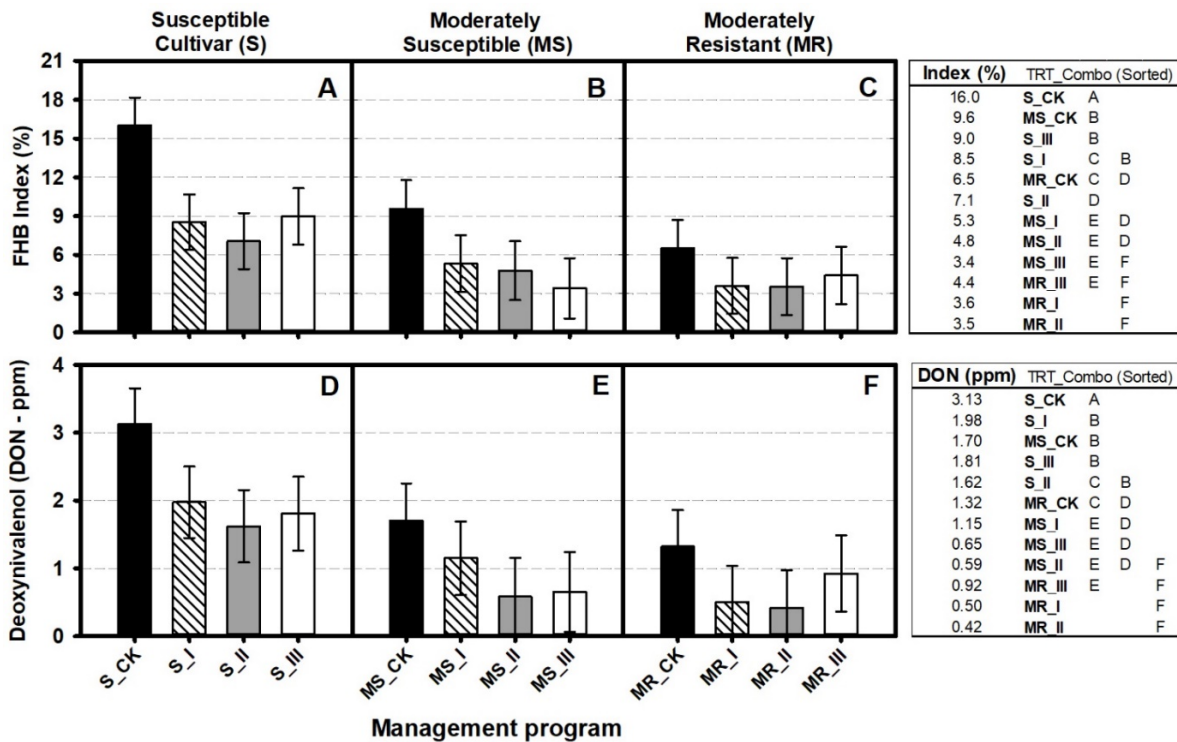 Susceptible
Cultivar (S)
Moderately
Susceptible (MS)
Moderately
Resistant (MR)
FHB Index (%)
21
18
15
12
9
6
3
0
A
B
C
Index (%) TRT_Combo (Sorted)
16.0 S_CK A
9.6 MS_CK B
9.0 S_III B
8.5 S_I C B
6.5 MR_CK C D
7.1 S_II D
5.3 MS_I E D
4.8 MS_II E D
3.4 MS_III E F
4.4 MR_III E F
3.6 MR_I F
3.5 MR_II F
Deoxynivalenol (DON - ppm)
4
3
2
1
0
D
E
F
DON (ppm) TRT_Combo (Sorted)
3.13 S_CK A
1.98 S_I B
1.70 MS_CK B
1.81 S_III B
1.62 S_II C B
1.32 MR_CK C D
1.15 MS_I E D
0.65 MS_III E D
0.59 MS_II E D F
0.92 MR_III E F
0.50 MR_I F
0.42 MR_II F
S_CK
S_I
S_II
S_III
MS_CK
MS_I
MS_II
MS_III
MR_CK
MR_I
MR_II
MR_III
Management program